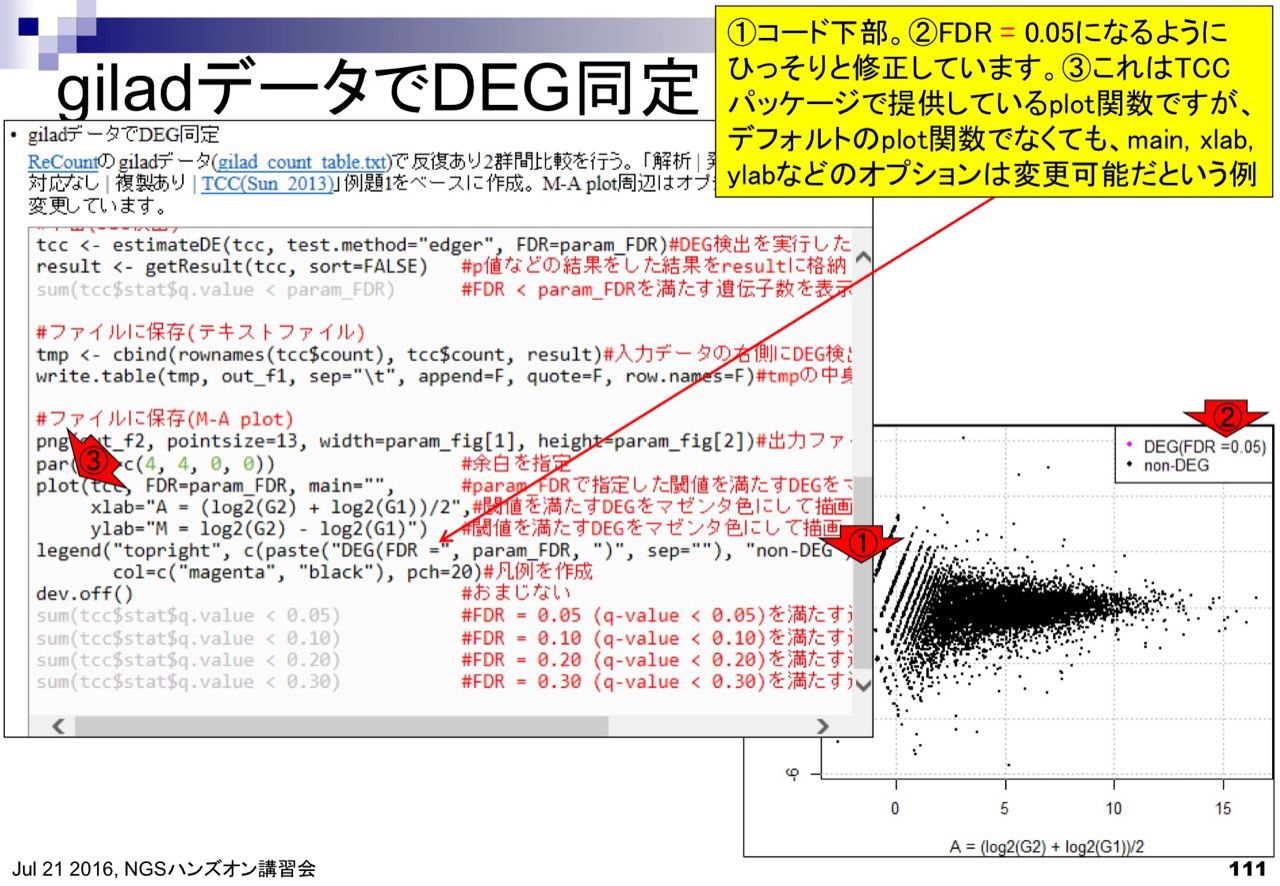 giladデータでDEG同定
①コード下部。②FDR = 0.05になるように
ひっそりと修正しています。③これはTCC
パッケージで提供しているplot関数ですが、
デフォルトのplot関数でなくても、main, xlab,
ylabなどのオプションは変更可能だという例
• giladデータでDEG同定
ReCountのgiladデータ(gilad_count_table.txt)で反復あり2群間比較を行う。「解析 |
対応なし | 複製あり | TCC(Sun_2013)」例題1をベースに作成。M-A plot周辺はオプ
変更しています。
tcc <- estimateDE(tcc, test.method="edger", FDR=param_FDR)#DEG検出を実行した
result <- getResult(tcc, sort=FALSE) #p値などの結果をした結果をresultに格納
sum(tcc$stat$q.value < param_FDR) #FDR < param_FDRを満たす遺伝子数を表示
#ファイルに保存(テキストファイル)
tmp <- cbind(rownames(tcc$count), tcc$count, result)#入力データの右側にDEG検
write.table(tmp, out_f1, sep="\t", append=F, quote=F, row.names=F)#tmpの中身
#ファイルに保存(M-A plot)
png(out_f2, pointsize=13, width=param_fig[1], height=param_fig[2])#出力ファ
par( c(4, 4, 0, 0)) #余白を指定
③
plot(tcc, FDR=param_FDR, main="", #param_FDRで指定した閾値を満たすDEGをマ
xlab="A = (log2(G2) + log2(G1))/2",#閾値を満たすDEGをマゼンタ色にして描画
ylab="M = log2(G2) - log2(G1)") #閾値を満たすDEGをマゼンタ色にして描画
legend("topright", c(paste("DEG(FDR =", param_FDR, ")", sep=""), "non-DEG
col=c("magenta", "black"), pch=20)#凡例を作成
dev.off() #おまじない
sum(tcc$stat$q.value < 0.05) #FDR = 0.05 (q-value < 0.05)を満たす
sum(tcc$stat$q.value < 0.10) #FDR = 0.10 (q-value < 0.10)を満たす
sum(tcc$stat$q.value < 0.20) #FDR = 0.20 (q-value < 0.20)を満たす
sum(tcc$stat$q.value < 0.30) #FDR = 0.30 (q-value < 0.30)を満たす
①
②
DEG(FDR =0.05)
non-DEG
-6
0 5 10 15
A = (log2(G2) + log2(G1))/2
Jul 21 2016, NGSハンズオン講習会
111